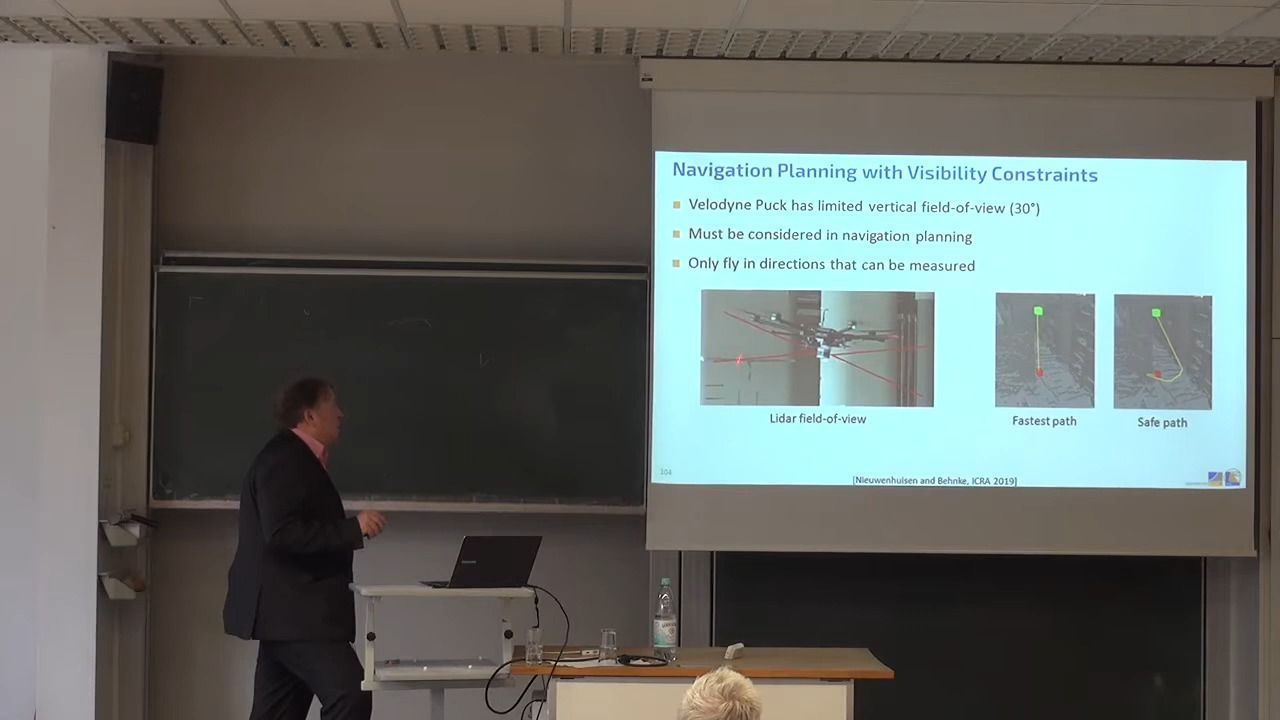 Navigation Planning with Visibility Constraints
Velodyne Puck has limited vertical field-of-view (30°)
Must be considered in navigation planning
Only fly in directions that can be measured
Lidar field-of-view
Fastest path
Safe path
104
[Nieuwenhuisen and Behnke, ICRA 2019]